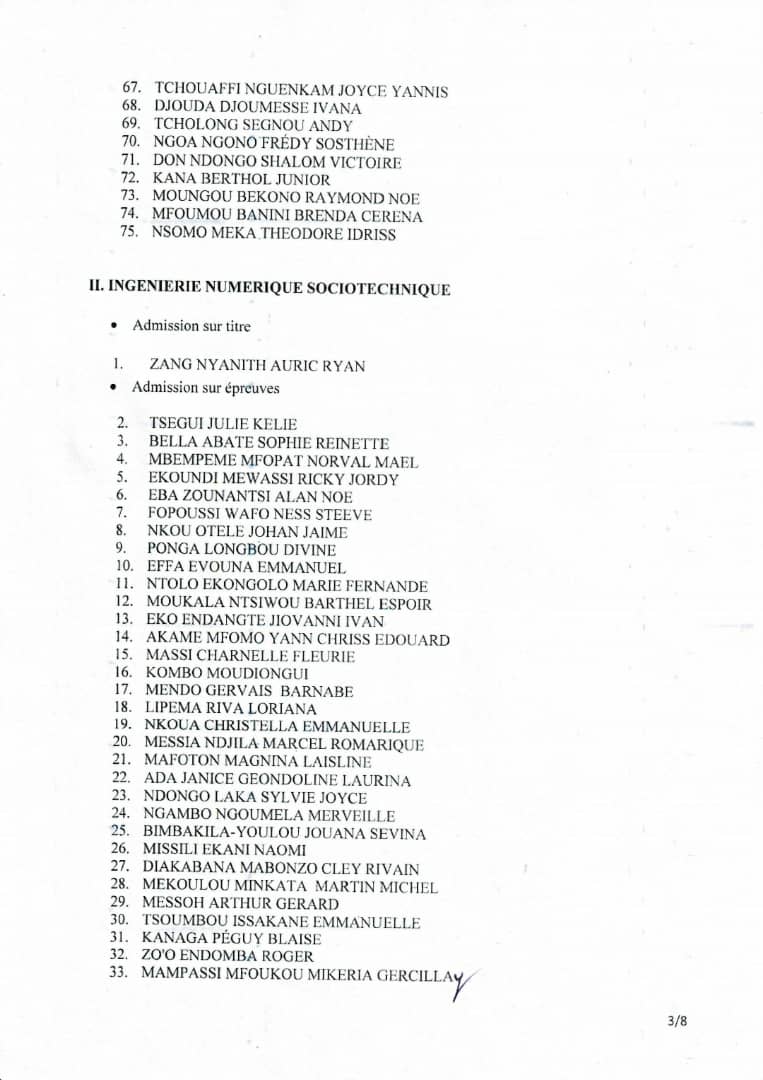 67. TCHOUAFFI NGUENKAM JOYCE YANNIS
68. DJOUDA DJOUMESSE IVANA
69. TCHOLONG SEGNOU ANDY
70. NGOA NGONO FRÉDY SOSTHÈNE
71. DON NDONGO SHALOM VICTOIRE
72. KANA BERTHOL JUNIOR
73. MOUNGOU BEKONO RAYMOND NOE
74. MFOUMOU BANINI BRENDA CERENA
75. NSOMO MEKA THEODORE IDRISS
II. INGENIERIE NUMERIQUE SOCIOTECHNIQUE
• Admission sur titre
1. ZANG NYANITH AURIC RYAN
• Admission sur épreuves
2. TSEGUI JULIE KELIE
3. BELLA ABATE SOPHIE REINETTE
4. MBEMPEME MFOPAT NORVAL MAEL
5. EKOUNDI MEWASSI RICKY JORDY
6. EBA ZOUNANTSI ALAN NOE
7. FOPOUSSI WAFO NESS STEEVE
8. NKOU OTELE JOHAN JAIME
9. PONGA LONGBOU DIVINE
10. EFFA EVOUNA EMMANUEL
11. NTOLO EKONGOLO MARIE FERNANDE
12. MOUKALA NTSIWOU BARTHEL ESPOIR
13. EKO ENDANGTE JIOVANNI IVAN
14. AKAME MFOMO YANN CHRISS EDOUARD
15. MASSI CHARNELLE FLEURIE
16. KOMBO MOUDIONGUI
17. MENDO GERVAIS BARNABE
18. LIPEMA RIVA LORIANA
19. NKOUA CHRISTELLA EMMANUELLE
20. MESSIA NDJILA MARCEL ROMARIQUE
21. MAFOTON MAGNINA LAISLINE
22. ADA JANICE GEONDOLINE LAURINA
23. NDONGO LAKA SYLVIE JOYCE
24. NGAMBO NGOUMELA MERVEILLE
25. BIMBAKILA-YOULOU JOUANA SEVINA
26. MISSILI EKANI NAOMI
27. DIAKABANA MABONZO CLEY RIVAIN
28. MEKOULOU MINKATA MARTIN MICHEL
29. MESSOH ARTHUR GERARD
30. TSOUMBOU ISSAKANE EMMANUELLE
31. KANAGA PÉGUY BLAISE
32. ZO'O ENDOMBA ROGER
33. MAMPASSI MFOUKOU MIKERIA GERCILLA
3/8